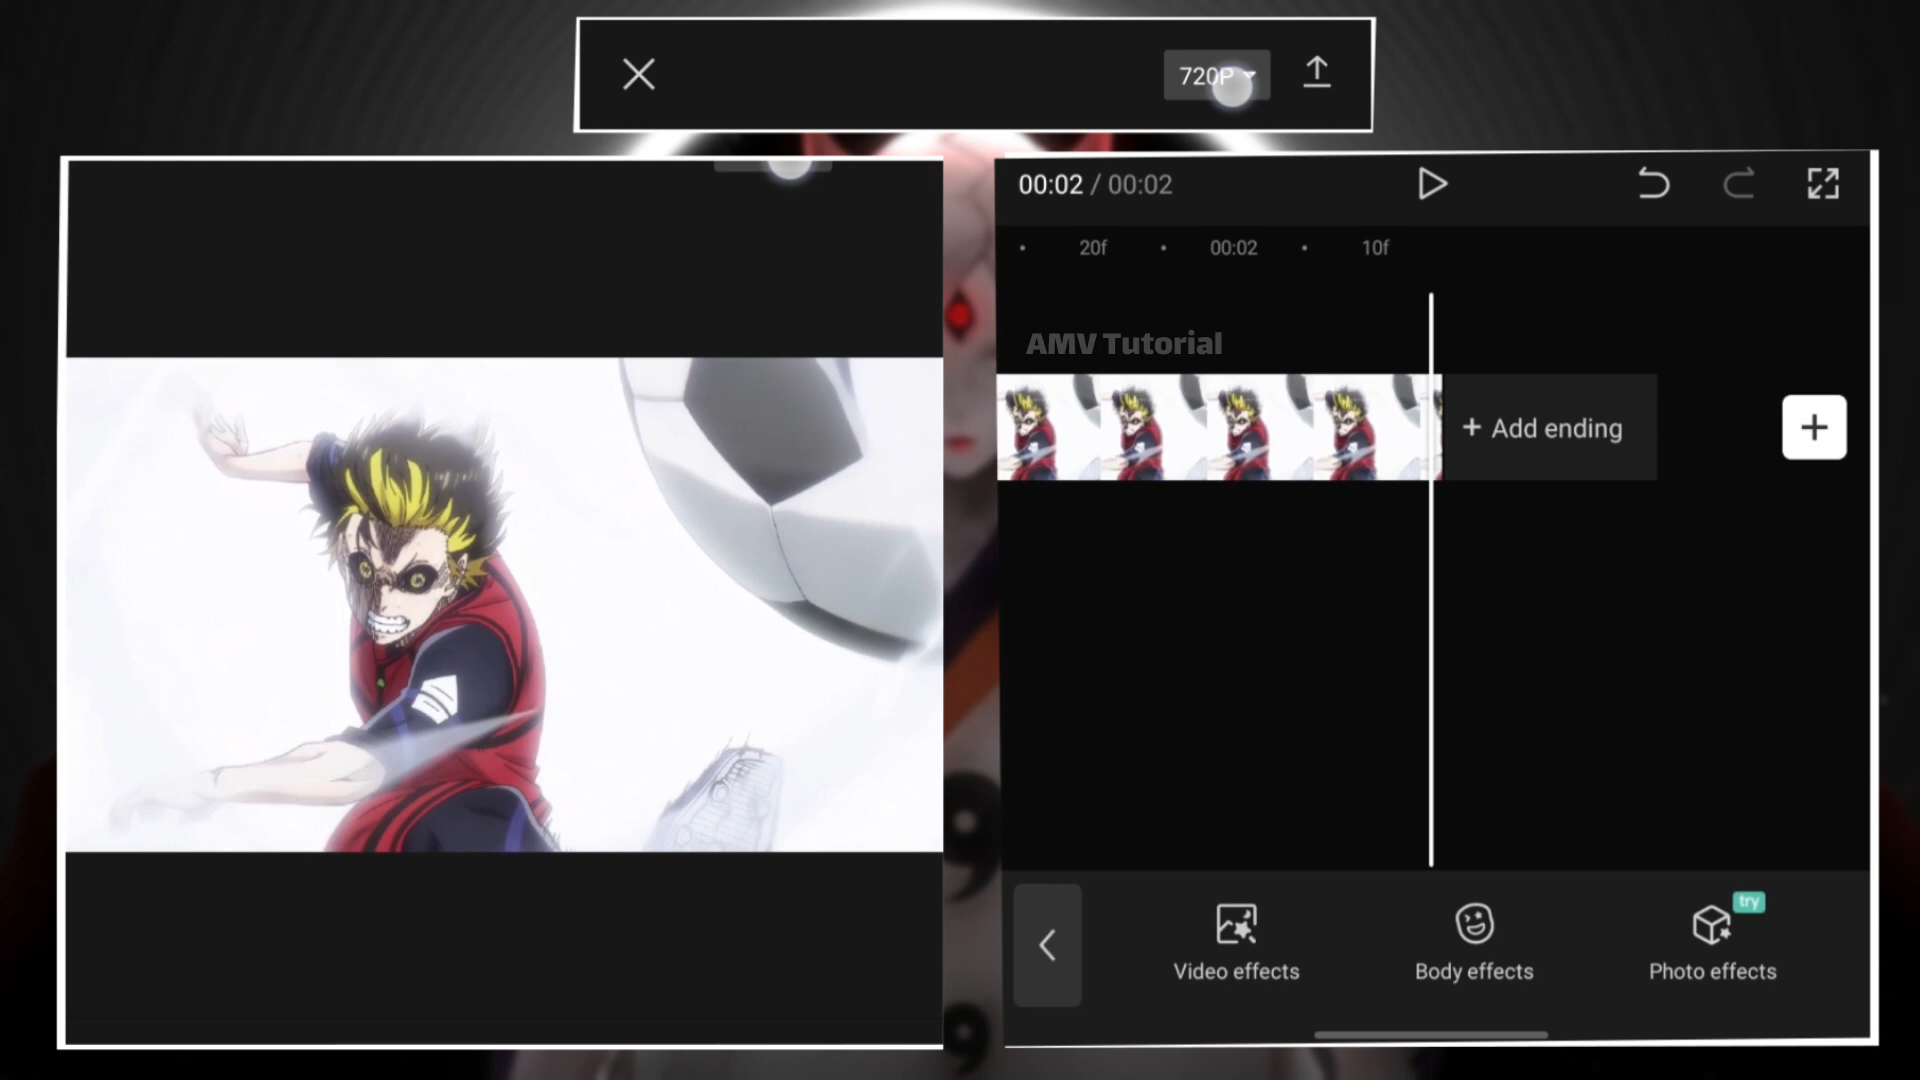 720P
00:02 / 00:02
20f 00:02 10f
AMV Tutorial
+ Add ending
try
Video effects
Body effects
Photo effects